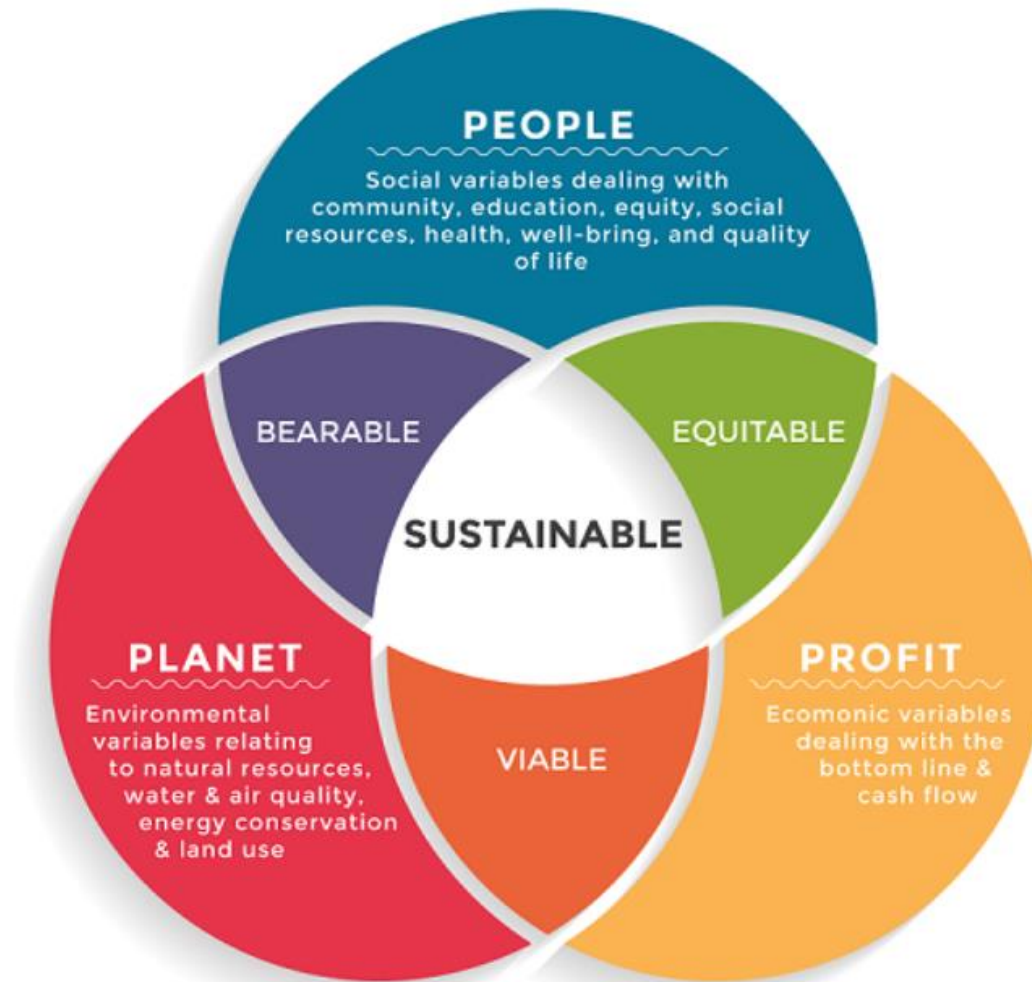 PEOPLE
Social variables dealing with
community, education, equity, social
resources, health, well-bring, and quality
of life
BEARABLE
EQUITABLE
SUSTAINABLE
PLANET
Environmental
variables relating
to natural resources,
water & air quality,
energy conservation
& land use
VIABLE
PROFIT
Ecomonic variables
dealing with the
bottom line &
cash flow